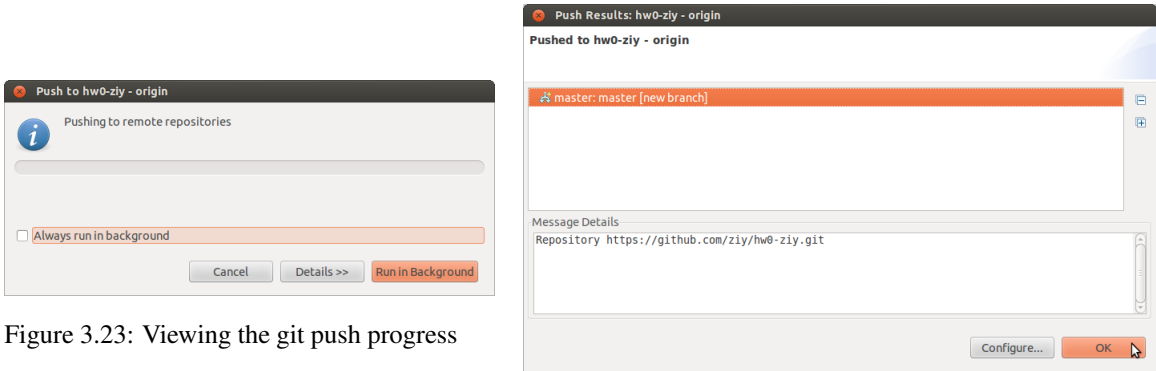 Push to hw0-ziy - origin
Pushing to remote repositories
Always run in background
Cancel
Details >>
Run in Background
Figure 3.23: Viewing the git push progress
Push Results: hw0-ziy - origin
Pushed to hw0-ziy - origin
master: master [new branch]
Message Details
Repository https://github.com/ziy/hw0-ziy.git
Configure...
OK